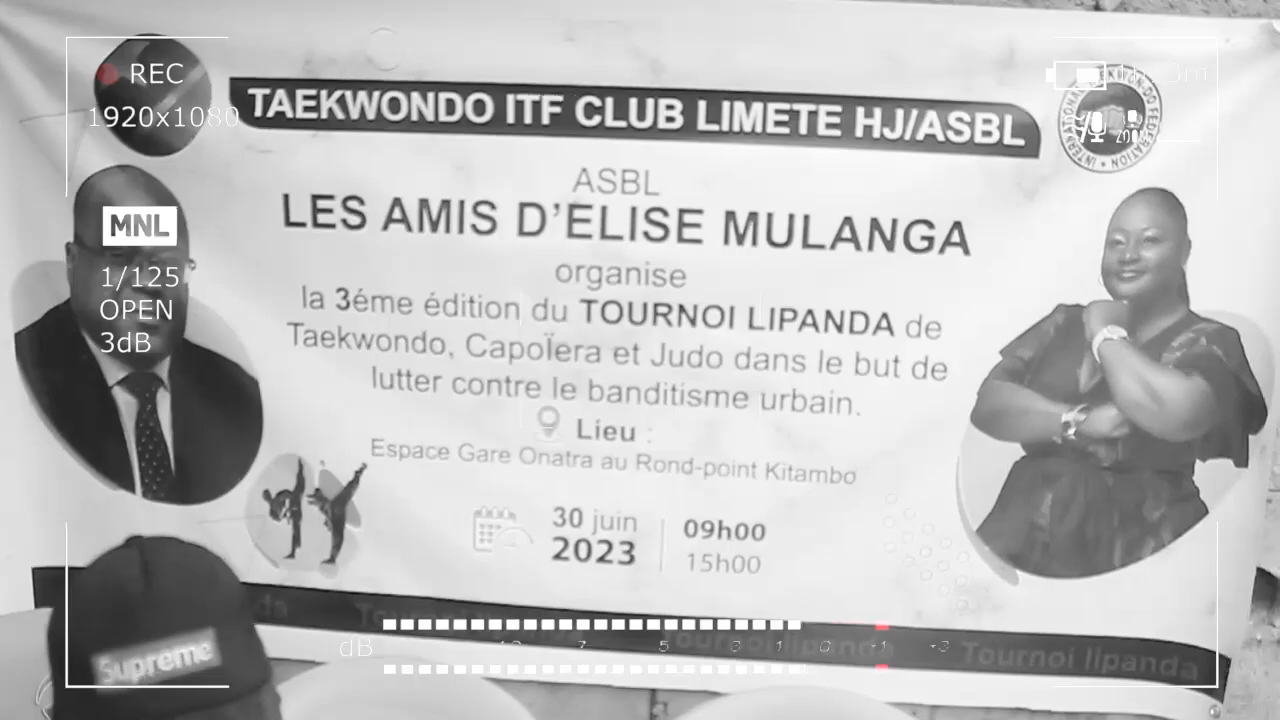 REC
1920x1080
TAEKWONDO ITF CLUB LIMETE HJ/ASBL
MNL
1/125
OPEN
3dB
ASBL
LES AMIS D'ELISE MULANGA
organise
la 3éme édition du TOURNOI LIPANDA de
Taekwondo, CapoÏera et Judo dans le but de
lutter contre le banditisme urbain.
Lieu :
Espace Gare Onatra au Rond-point Kitambo
30 juin
2023
09h00
15h00
Supreme
dB
Tournoi lipanda
Tournoi lipanda